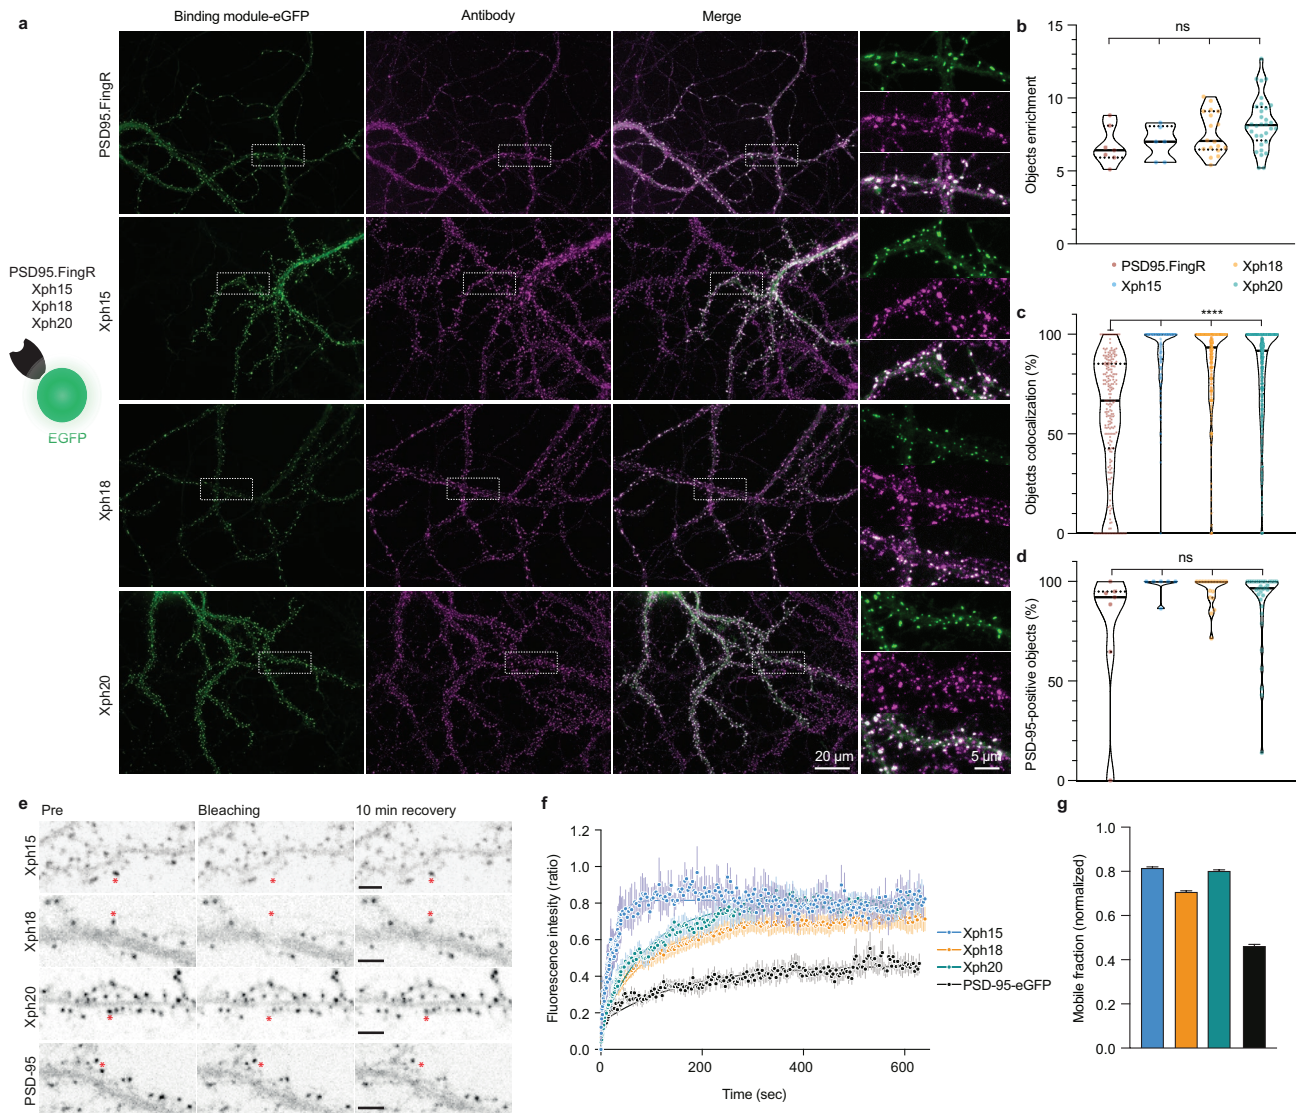 a
Binding module-eGFP
Antibody
Merge
PSD95.FingR
Xph15
Xph18
Xph20
PSD95.FingR
Xph15
Xph18
Xph20
EGFP
20 µm
5 µm
b
ns
Objects enrichment
15
10
5
0
PSD95.FingR
Xph15
Xph18
Xph20
c
****
Objetcts colocalization (%)
100
50
0
d
ns
PSD-95-positive objects (%)
100
50
0
e
Pre
Bleaching
10 min recovery
Xph15
*
*
*
Xph18
*
*
*
Xph20
*
*
*
PSD-95
*
*
*
f
Fluorescence intesity (ratio)
1.2
1.0
0.8
0.6
0.4
0.2
0.0
0
200
400
600
Time (sec)
Xph15
Xph18
Xph20
PSD-95-eGFP
g
Mobile fraction (normalized)
1.0
0.8
0.6
0.4
0.2
0.0